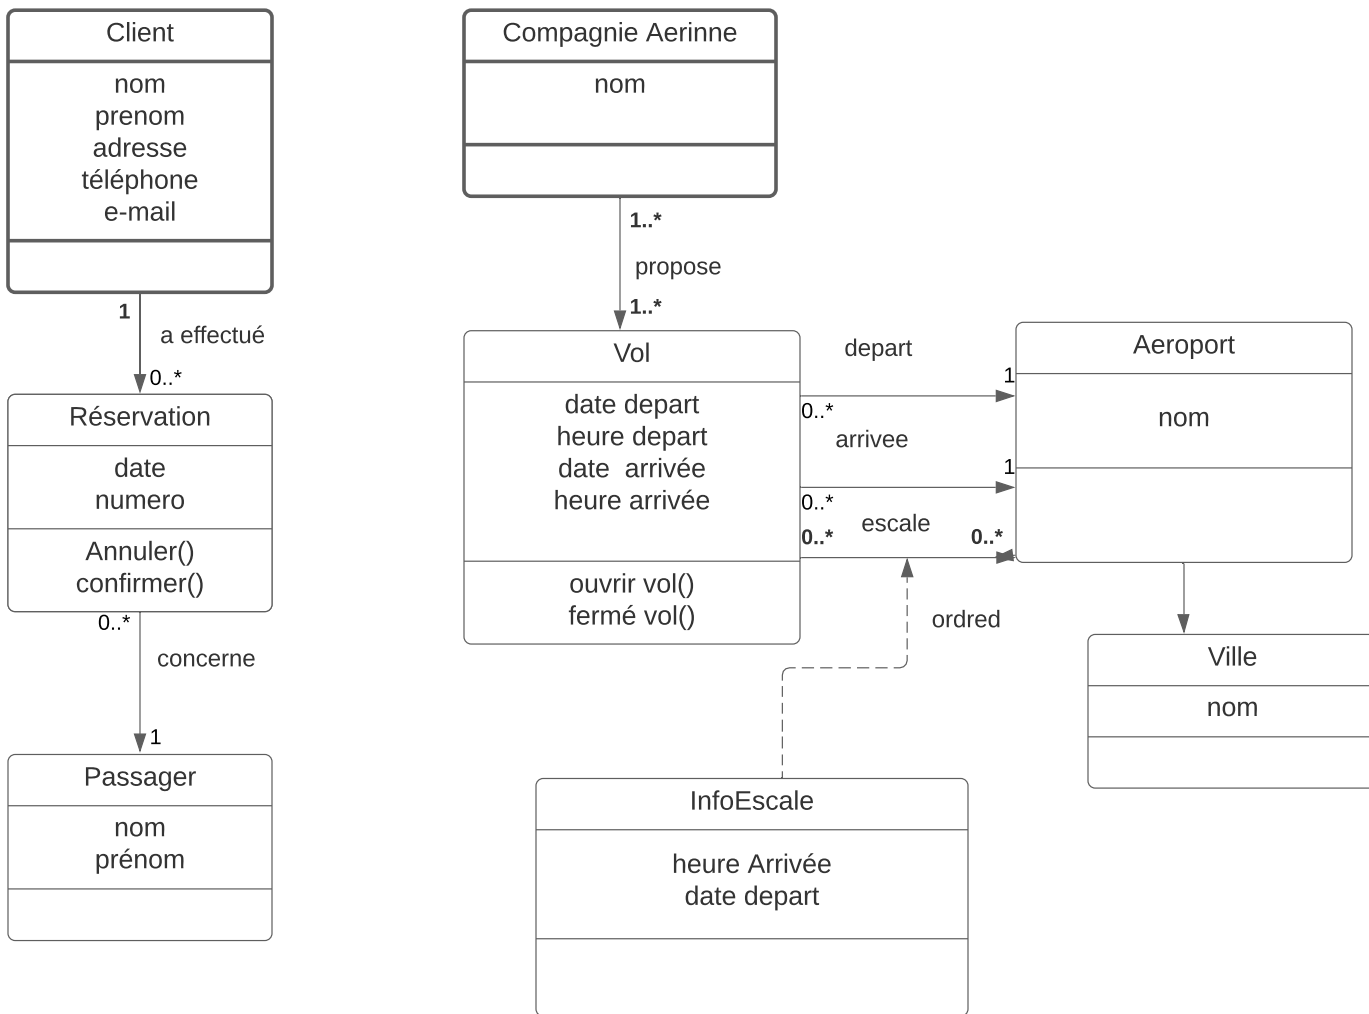 Client
nom
prenom
adresse
téléphone
e-mail
1
a effectué
0..*
Réservation
date
numero
Annuler()
confirmer()
0..*
concerne
1
Passager
nom
prénom
Compagnie Aerinne
nom
1..*
propose
1..*
Vol
date depart
heure depart
date  arrivée
heure arrivée
ouvrir vol()
fermé vol()
depart
1
0..*
arrivee
1
0..*
escale
0..*
0..*
ordred
Aeroport
nom
Ville
nom
InfoEscale
heure Arrivée
date depart